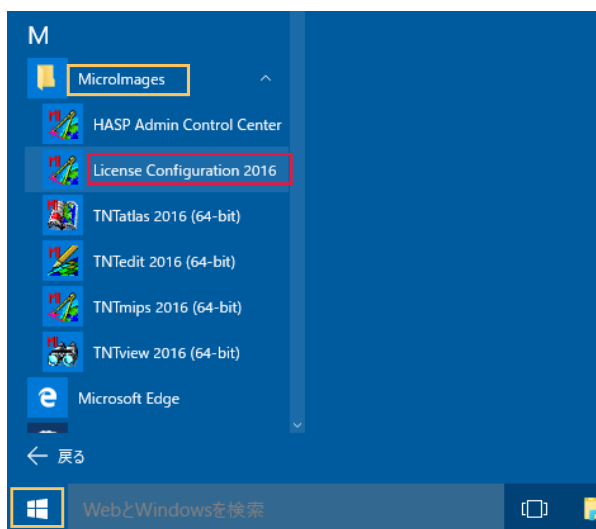 M
MicroImages
HASP Admin Control Center
License Configuration 2016
TNTatlas 2016 (64-bit)
TNTedit 2016 (64-bit)
TNTmips 2016 (64-bit)
TNTview 2016 (64-bit)
Microsoft Edge
戻る
WebとWindowsを検索